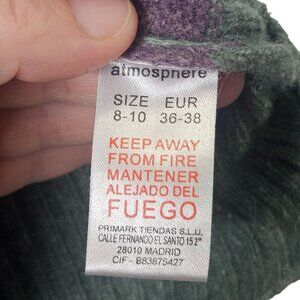 atmosphere
SIZE EUR
8-10 36-38
KEEP AWAY
FROM FIRE
MANTENER
ALEJADO DEL
FUEGO
PRIMARK TIENDAS S.L.U.
CALLE FERNANDO EL SANTO 15 2º
28010 MADRID
CIF - B83875427